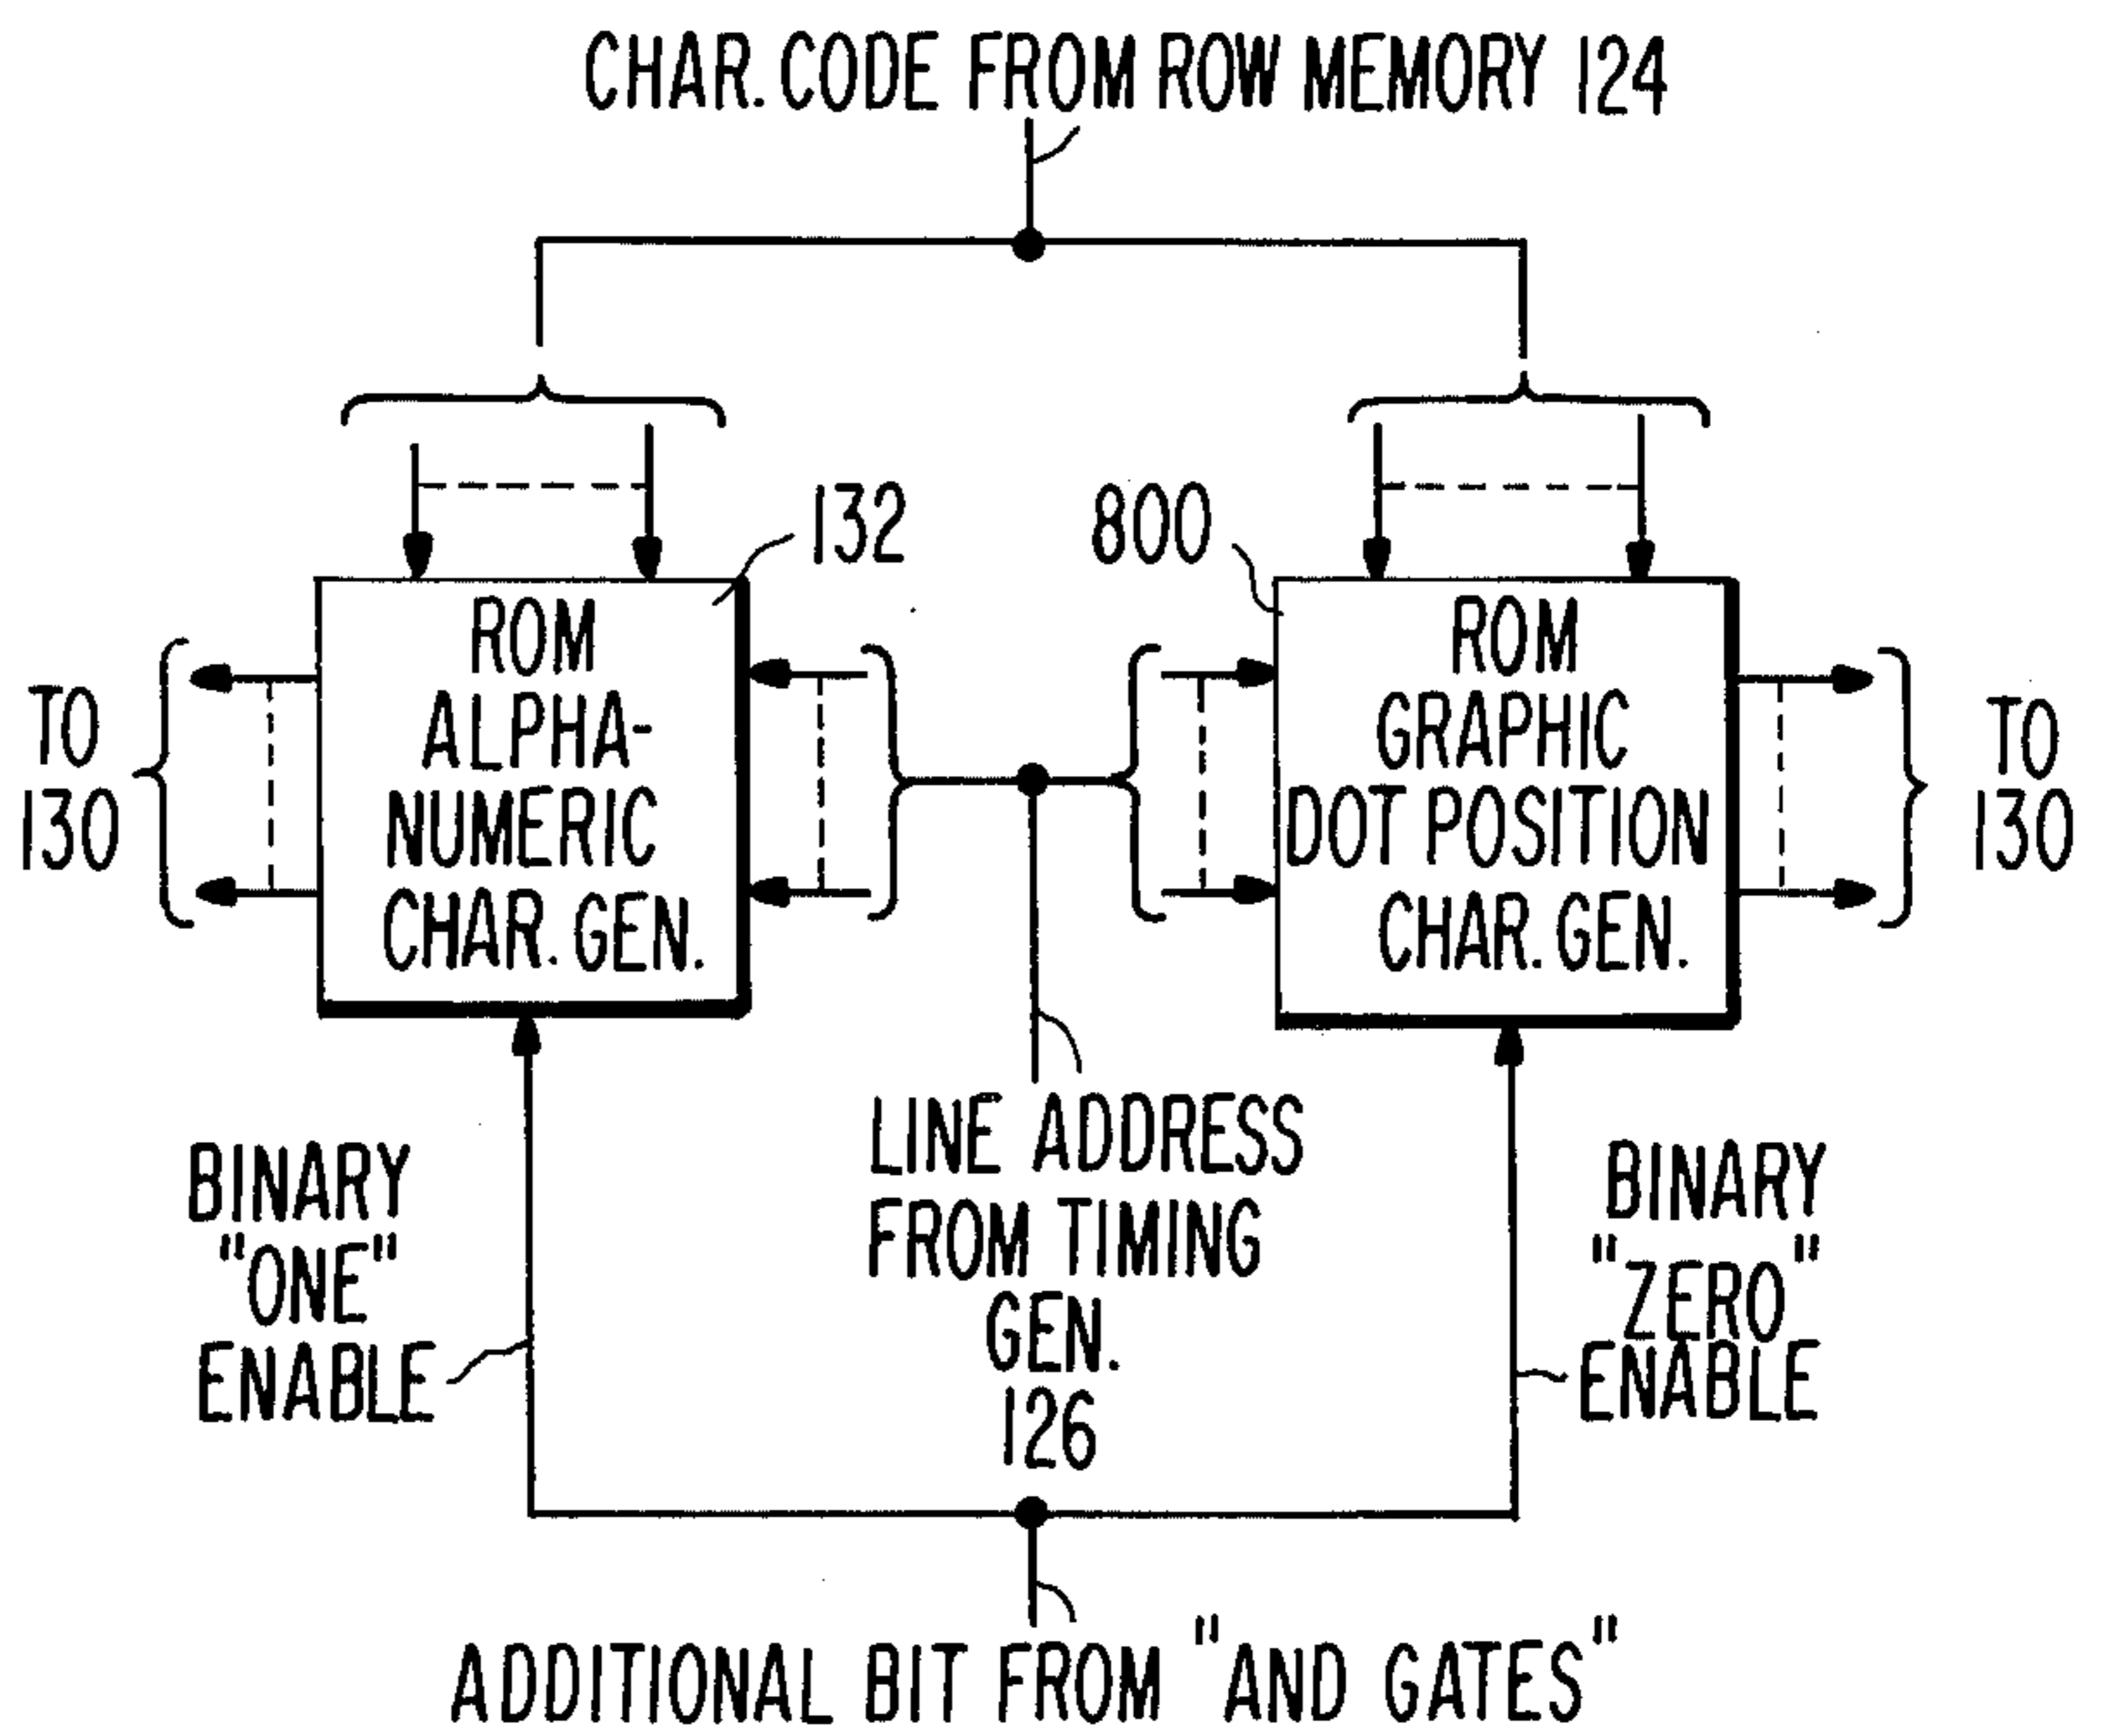 CHAR. CODE FROM ROW MEMORY 124
132
800
ROM
ALPHA-
NUMERIC
CHAR. GEN.
ROM
GRAPHIC
DOT POSITION
CHAR. GEN.
TO
130
TO
130
LINE ADDRESS
FROM TIMING
GEN.
126
BINARY
"ONE"
ENABLE
BINARY
"ZERO"
ENABLE
ADDITIONAL BIT FROM "AND GATES"